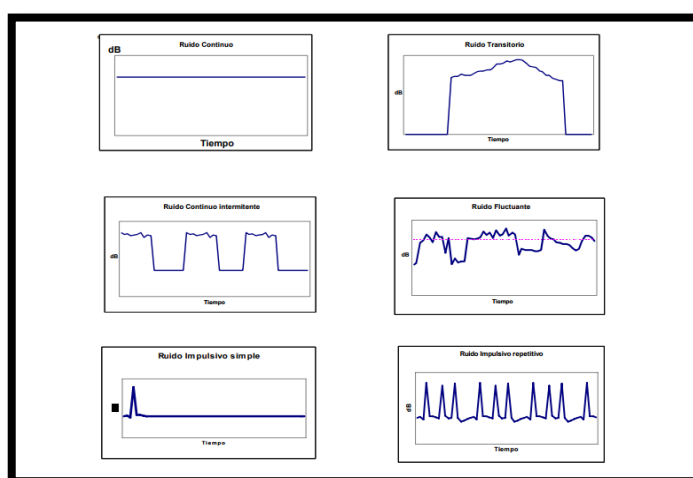 Ruido Continuo
dB
Tiempo
Ruido Transitorio
dB
Tiempo
Ruido Continuo intermitente
dB
Tiempo
Ruido Fluctuante
dB
Tiempo
Ruido Impulsivo simple
Tiempo
Ruido Impulsivo repetitivo
dB
Tiempo